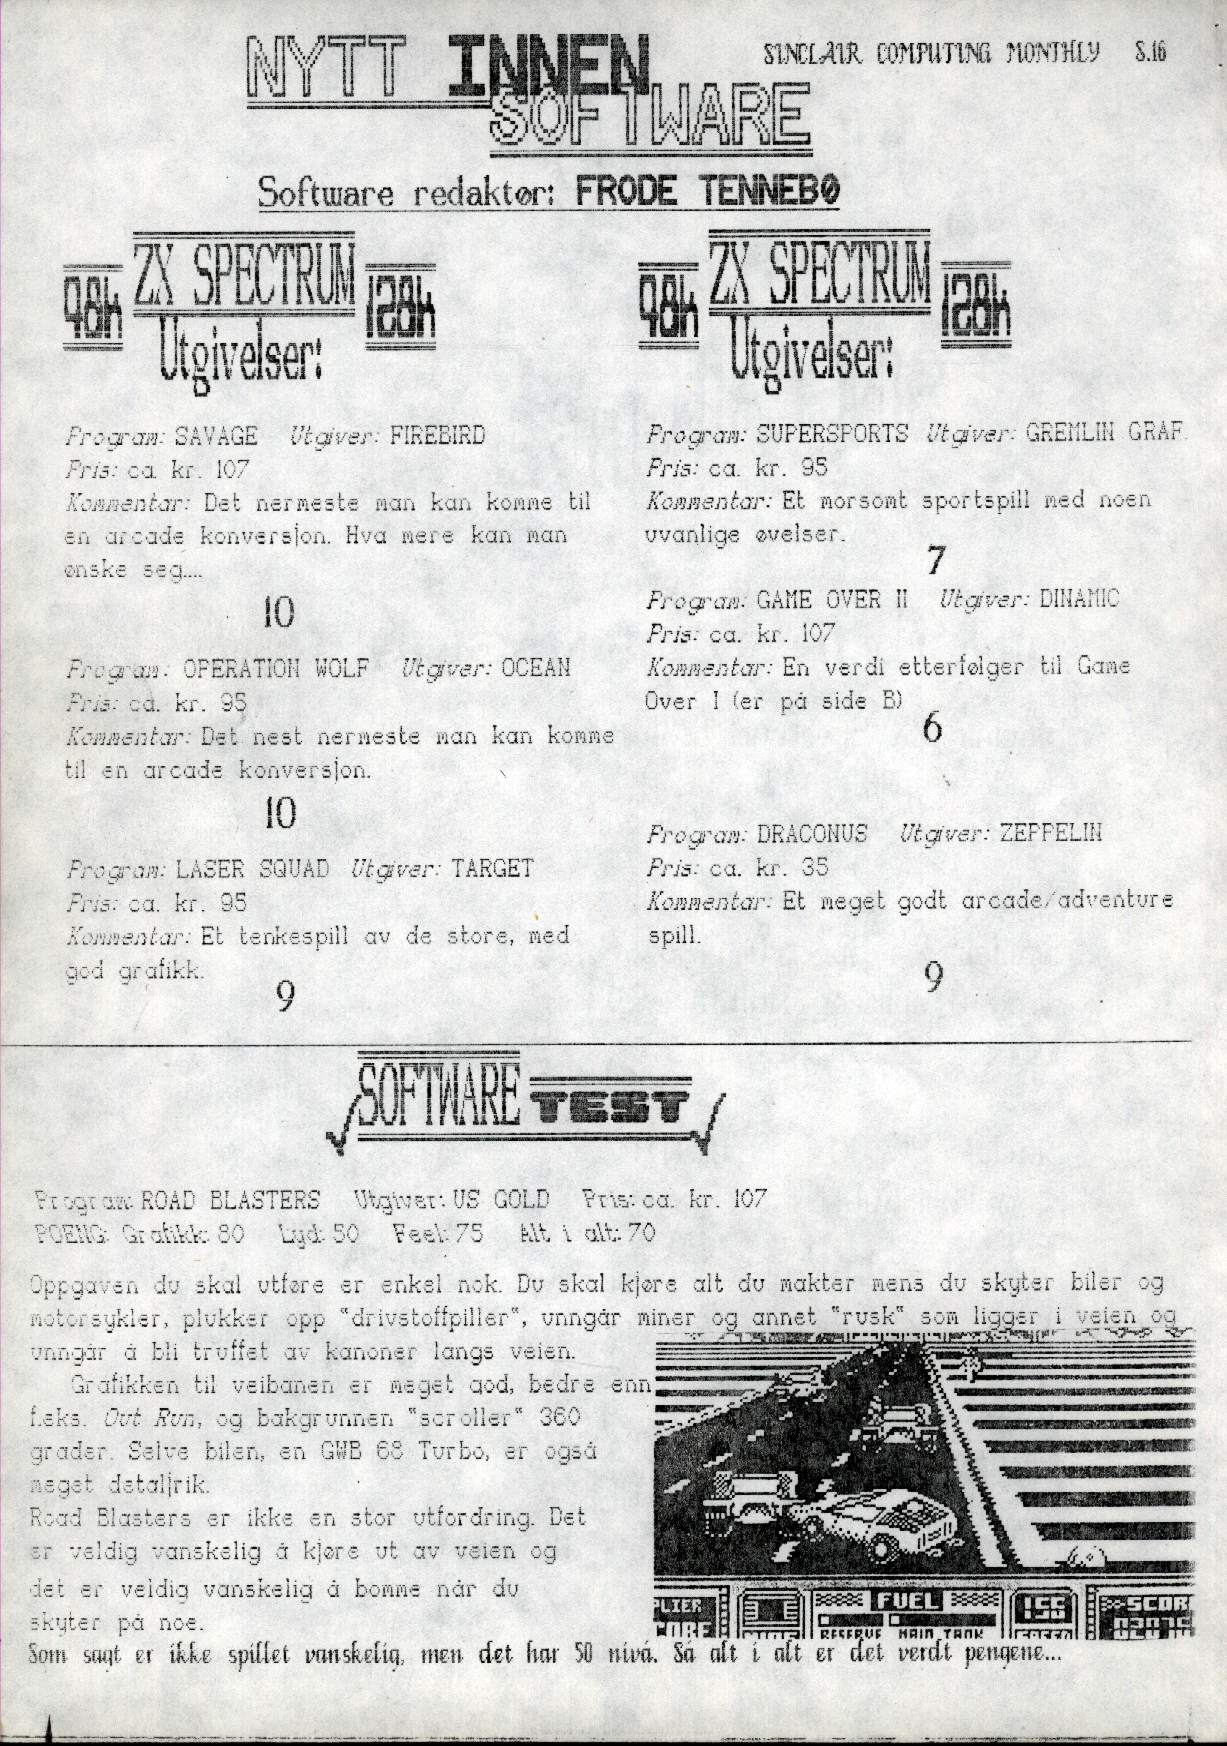 NYTT INNEN SOFTWARE
SINCLAIR COMPUTING MONTHLY S.16
Software redaktør: FRODE TENNEBØ
48k ZX SPECTRUM 128k
Utgivelser:
Program: SAVAGE Utgiver: FIREBIRD
Pris: ca. kr. 107
Kommentar: Det nermeste man kan komme til
en arcade konversjon. Hva mere kan man
ønske seg....
10
Program: OPERATION WOLF Utgiver: OCEAN
Pris: ca. kr. 95
Kommentar: Det nest nermeste man kan komme
til en arcade konversjon.
10
Program: LASER SQUAD Utgiver: TARGET
Pris: ca. kr. 95
Kommentar: Et tenkespill av de store, med
god grafikk.
9
48k ZX SPECTRUM 128k
Utgivelser:
Program: SUPERSPORTS Utgiver: GREMLIN GRAF.
Pris: ca. kr. 95
Kommentar: Et morsomt sportspill med noen
uvanlige øvelser.
7
Program: GAME OVER II Utgiver: DINAMIC
Pris: ca. kr. 107
Kommentar: En verdi etterfølger til Game
Over I (er på side B)
6
Program: DRACONUS Utgiver: ZEPPELIN
Pris: ca. kr. 35
Kommentar: Et meget godt arcade/adventure
spill.
9
SOFTWARE TEST
Program: ROAD BLASTERS Utgiver: US GOLD Pris: ca. kr. 107
POENG: Grafikk: 80 Lyd: 50 Feel: 75 Alt i alt: 70
Oppgaven du skal utføre er enkel nok. Du skal kjøre alt du makter mens du skyter biler og
motorsykler, plukker opp "drivstoffpiller", unngår miner og annet "rusk" som ligger i veien og
unngår å bli truffet av kanoner langs veien.
Grafikken til veibanen er meget god, bedre enn
f.eks. Out Run, og bakgrunnen "scroller" 360
grader. Selve bilen, en GWB 68 Turbo, er også
meget detaljrik.
Road Blasters er ikke en stor utfordring. Det
er veldig vanskelig å kjøre ut av veien og
det er veldig vanskelig å bomme når du
skyter på noe.
Som sagt er ikke spillet vanskelig, men det har 50 nivå. Så alt i alt er det verdt pengene...
PLIER FUEL 155 SCOR
RESERVE MAIN TANK